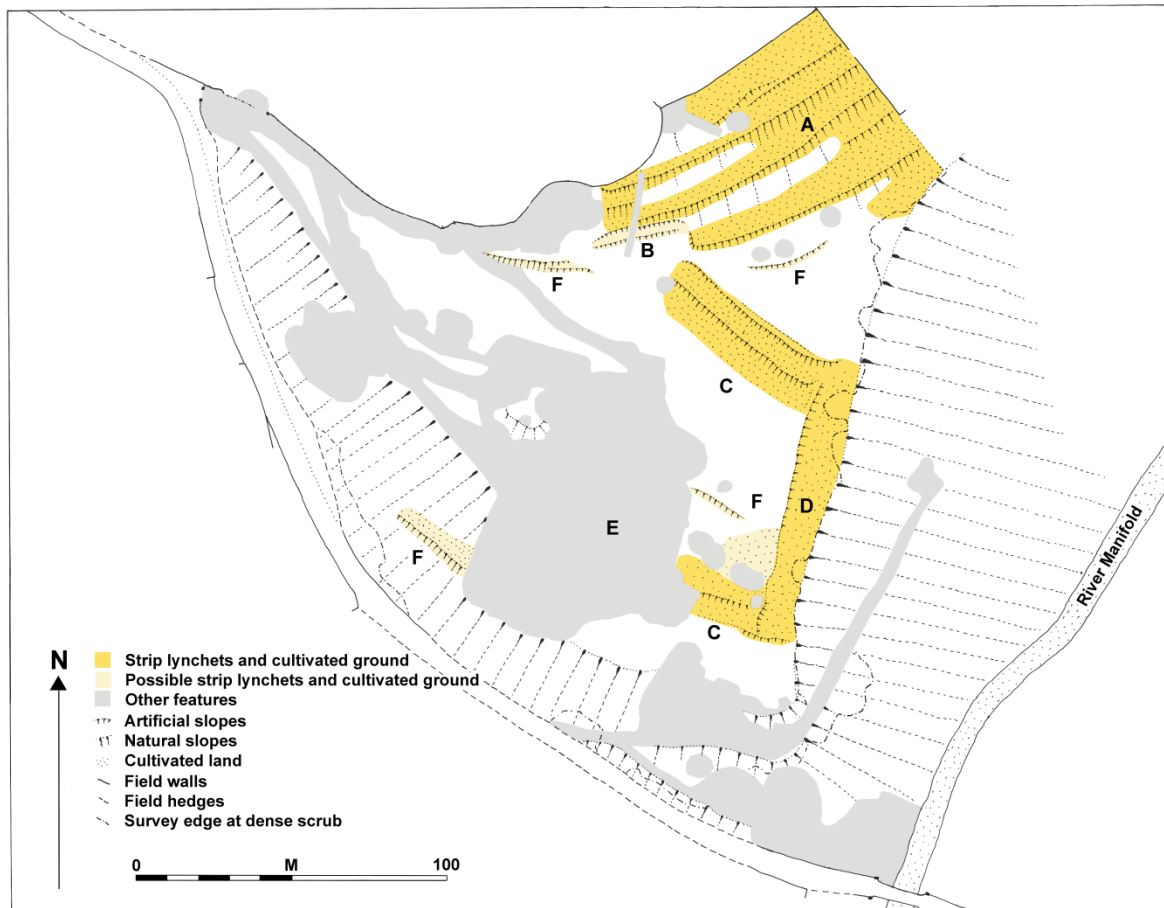 A
B
F
F
C
F
D
E
F
C
River Manifold
N
Strip lynchets and cultivated ground
Possible strip lynchets and cultivated ground
Other features
Artificial slopes
Natural slopes
Cultivated land
Field walls
Field hedges
Survey edge at dense scrub
0 M 100